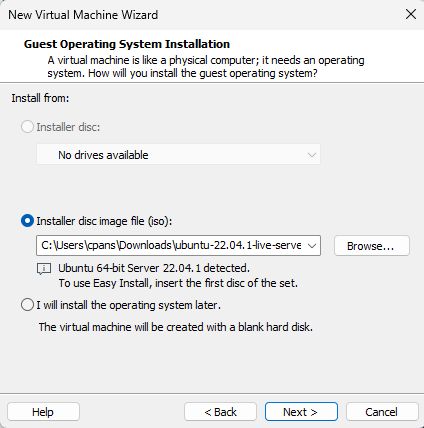 New Virtual Machine Wizard
Guest Operating System Installation
A virtual machine is like a physical computer; it needs an operating
system. How will you install the guest operating system?
Install from:
Installer disc:
No drives available
Installer disc image file (iso):
C:\Users\cpans\Downloads\ubuntu-22.04.1-live-serve
Browse...
Ubuntu 64-bit Server 22.04.1 detected.
To use Easy Install, insert the first disc of the set.
I will install the operating system later.
The virtual machine will be created with a blank hard disk.
Help
< Back
Next >
Cancel